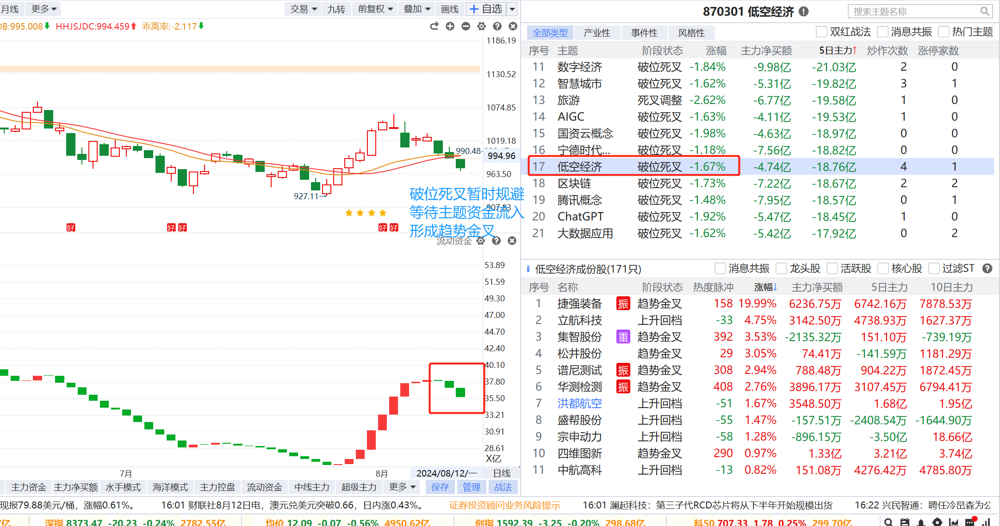 月线 更多 交易 九转 前复权 叠加 画线 + 自选
DB:995.008 HHJSJDC:994.459 乖离率:-2.117
1186.19
1130.52
1074.85
1019.18
990.48
994.96
963.50
927.11→
907.83
破位死叉暂时规避
等待主题资金流入
形成趋势金叉
好 好 好 好 好
流动资金
53.89
51.59
49.30
47.00
44.70
42.40
40.10
37.80
35.50
33.21
30.91
28.61
X亿
7月 8月 2024/08/12/一 日线
主力资金 主力净买额 水手模式 海洋模式 主力控盘 流动资金 中线主力 超级主力 更多 保存 管理 战法
870301 低空经济 搜索主题名称
全部类型 产业性 事件性 风格性 双红战法 消息共振 热门主题
序号 主题 阶段状态 涨幅 主力净买额 5日主力↑ 炒作次数 涨停家数
11 数字经济 破位死叉 -1.84% -9.98亿 -21.03亿 2 0
12 智慧城市 破位死叉 -1.62% -5.31亿 -19.82亿 3 1
13 旅游 死叉调整 -2.62% -6.77亿 -19.58亿 1 0
14 AIGC 破位死叉 -1.63% -4.11亿 -19.53亿 1 0
15 国资云概念 破位死叉 -1.98% -4.63亿 -18.97亿 0 0
16 宁德时代... 破位死叉 -1.18% -7.56亿 -18.82亿 0 0
17 低空经济 破位死叉 -1.67% -4.74亿 -18.76亿 4 1
18 区块链 破位死叉 -1.73% -7.22亿 -18.67亿 2 2
19 腾讯概念 破位死叉 -1.48% -7.95亿 -18.57亿 0 1
20 ChatGPT 破位死叉 -1.92% -5.47亿 -18.45亿 1 0
21 大数据应用 破位死叉 -1.62% -5.42亿 -17.92亿 0 2
低空经济成份股(171只) 消息共振 龙头股 活跃股 核心股 过滤ST
序号 名称 阶段状态 热度脉冲 涨幅↓ 主力净买额 5日主力 10日主力
1 捷强装备 振 趋势金叉 158 19.99% 6236.75万 6742.16万 7878.53万
2 立航科技 上升回档 -33 4.75% 3142.50万 4738.93万 1627.37万
3 集智股份 重 趋势金叉 392 3.53% -2135.32万 151.10万 -739.19万
4 松井股份 趋势金叉 29 3.05% 74.41万 -141.59万 1181.29万
5 谱尼测试 振 趋势金叉 308 2.94% 788.48万 904.22万 1872.45万
6 华测检测 振 趋势金叉 408 2.76% 3896.17万 3107.45万 6794.41万
7 洪都航空 上升回档 -51 1.67% 3548.50万 1.68亿 1.95亿
8 盛帮股份 上升回档 -55 1.47% -157.51万 -2408.54万 -1644.90万
9 宗申动力 上升回档 -58 1.28% -896.15万 -3.50亿 18.66亿
10 四维图新 趋势金叉 290 0.97% 1.33亿 3.21亿 3.74亿
11 中航高科 上升回档 -13 0.82% 151.08万 4276.42万 4785.80万
现报79.88美元/桶，涨幅0.61%。 16:01 财联社8月12日电，澳元兑美元突破0.66，日内涨0.43%。 证券投资顾问业务风险提示 16:01 澜起科技：第三子代RCD芯片将从下半年开始规模出货 16:22 兴民智通：聘任冷岊森为公
亿 深指 8373.47 -20.23 -0.24% 2782.55亿 均价 12.09 -0.07 -0.56% 4950.62亿 创指 1592.39 -3.25 -0.20% 298.68亿 科50 707.33 1.78 0.25% 299.70亿